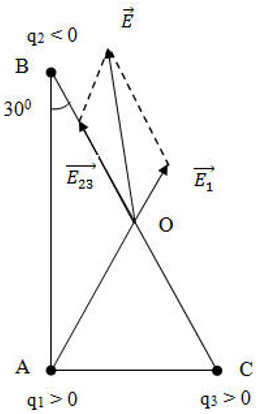 q₂ < 0
E⃗
B
30⁰
E₂₃⃗
E₁⃗
O
A
C
q₁ > 0
q₃ > 0